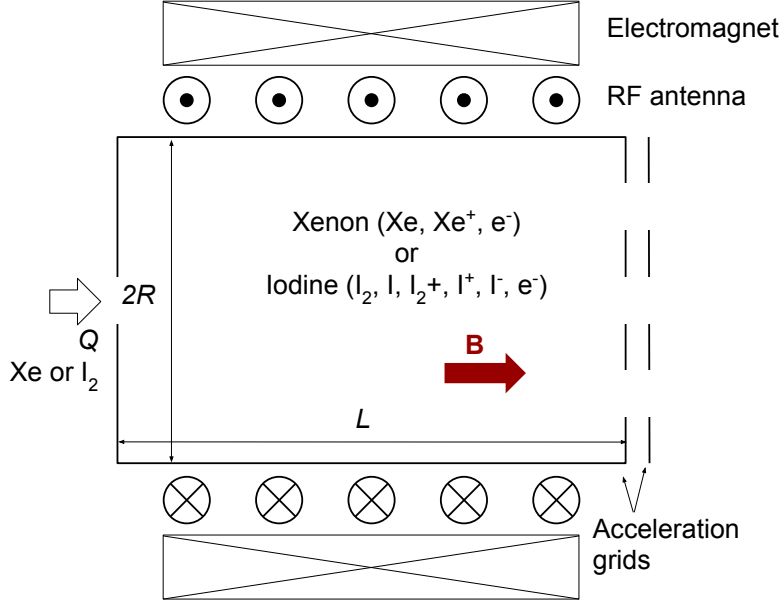 Electromagnet
RF antenna
Xenon (Xe, Xe⁺, e⁻)
or
Iodine (I₂, I, I₂+, I⁺, I⁻, e⁻)
2R
Q
Xe or I₂
B
L
Acceleration
grids